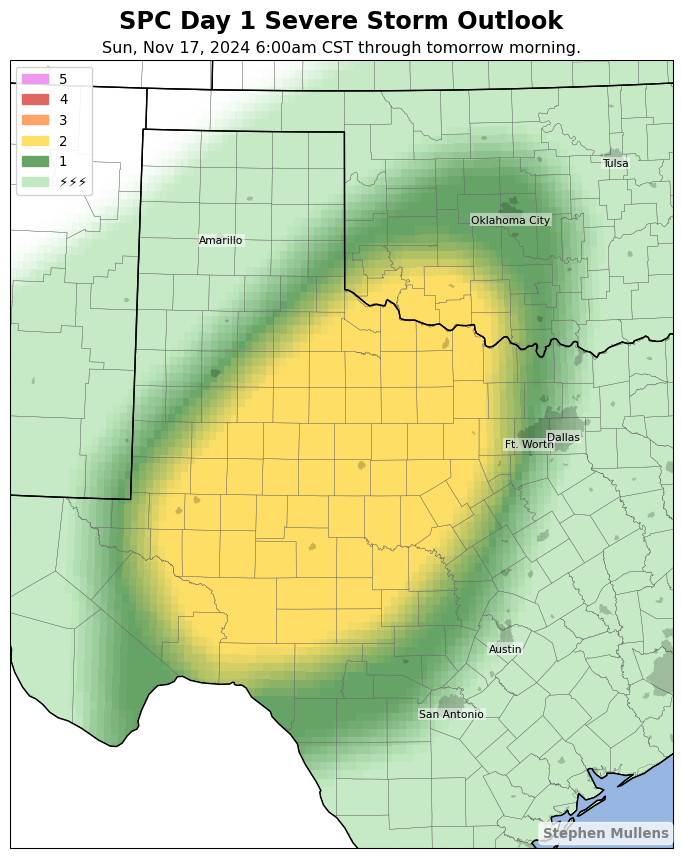 SPC Day 1 Severe Storm Outlook
Sun, Nov 17, 2024 6:00am CST through tomorrow morning.
5
4
3
2
1
⚡⚡⚡
Tulsa
Oklahoma City
Amarillo
Dallas
Ft. Worth
Austin
San Antonio
Stephen Mullens